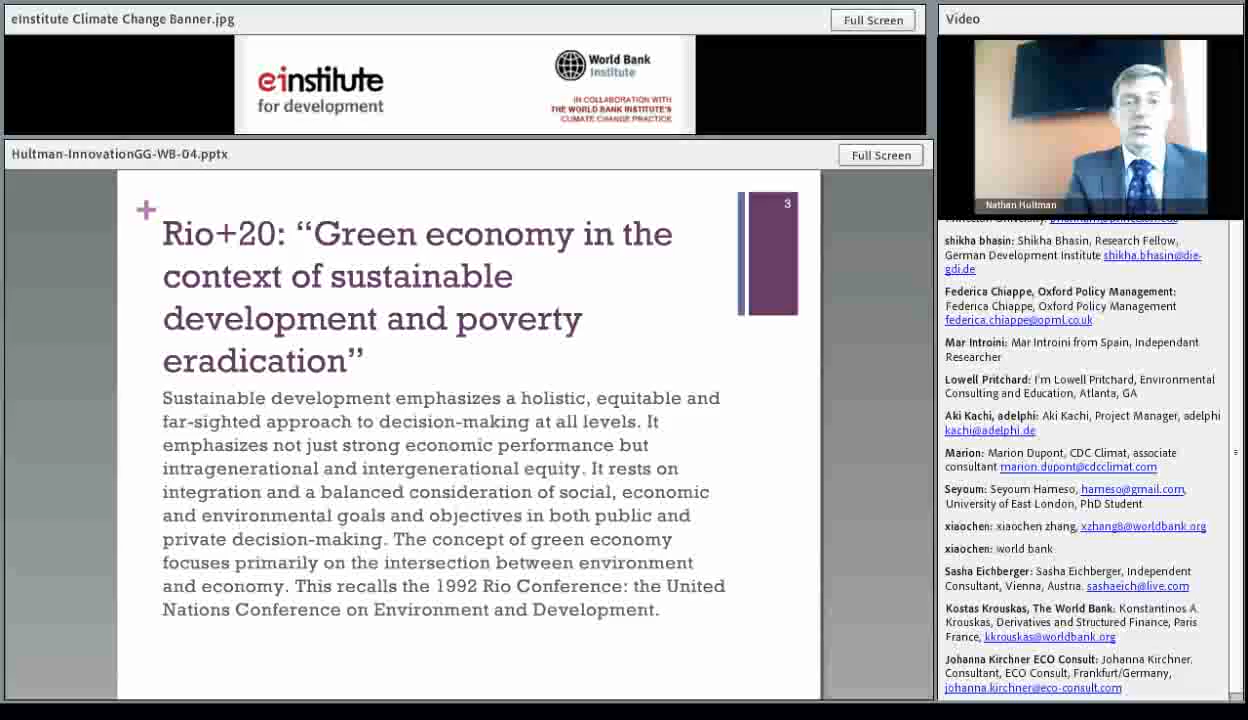 eInstitute Climate Change Banner.jpg
Full Screen
einstitute
for development
World Bank
Institute
IN COLLABORATION WITH
THE WORLD BANK INSTITUTE'S
CLIMATE CHANGE PRACTICE
Hultman-InnovationGG-WB-04.pptx
Full Screen
+
3
Rio+20: “Green economy in the
context of sustainable
development and poverty
eradication”
Sustainable development emphasizes a holistic, equitable and
far-sighted approach to decision-making at all levels. It
emphasizes not just strong economic performance but
intragenerational and intergenerational equity. It rests on
integration and a balanced consideration of social, economic
and environmental goals and objectives in both public and
private decision-making. The concept of green economy
focuses primarily on the intersection between environment
and economy. This recalls the 1992 Rio Conference: the United
Nations Conference on Environment and Development.
Video
Nathan Hultman
shikha bhasin: Shikha Bhasin, Research Fellow,
German Development Institute shikha.bhasin@die-
gdi.de
Federica Chiappe, Oxford Policy Management:
Federica Chiappe, Oxford Policy Management
federica.chiappe@opml.co.uk
Mar Introini: Mar Introini from Spain, Independant
Researcher
Lowell Pritchard: I'm Lowell Pritchard, Environmental
Consulting and Education, Atlanta, GA
Aki Kachi, adelphi: Aki Kachi, Project Manager, adelphi
kachi@adelphi.de
Marion: Marion Dupont, CDC Climat, associate
consultant marion.dupont@cdcclimat.com
Seyoum: Seyoum Hameso, hameso@gmail.com,
University of East London, PhD Student
xiaochen: xiaochen zhang, xzhang8@worldbank.org
xiaochen: world bank
Sasha Eichberger: Sasha Eichberger, Independent
Consultant, Vienna, Austria. sashaeich@live.com
Kostas Krouskas, The World Bank: Konstantinos A.
Krouskas, Derivatives and Structured Finance, Paris
France, kkrouskas@worldbank.org
Johanna Kirchner ECO Consult: Johanna Kirchner,
Consultant, ECO Consult, Frankfurt/Germany,
johanna.kirchner@eco-consult.com